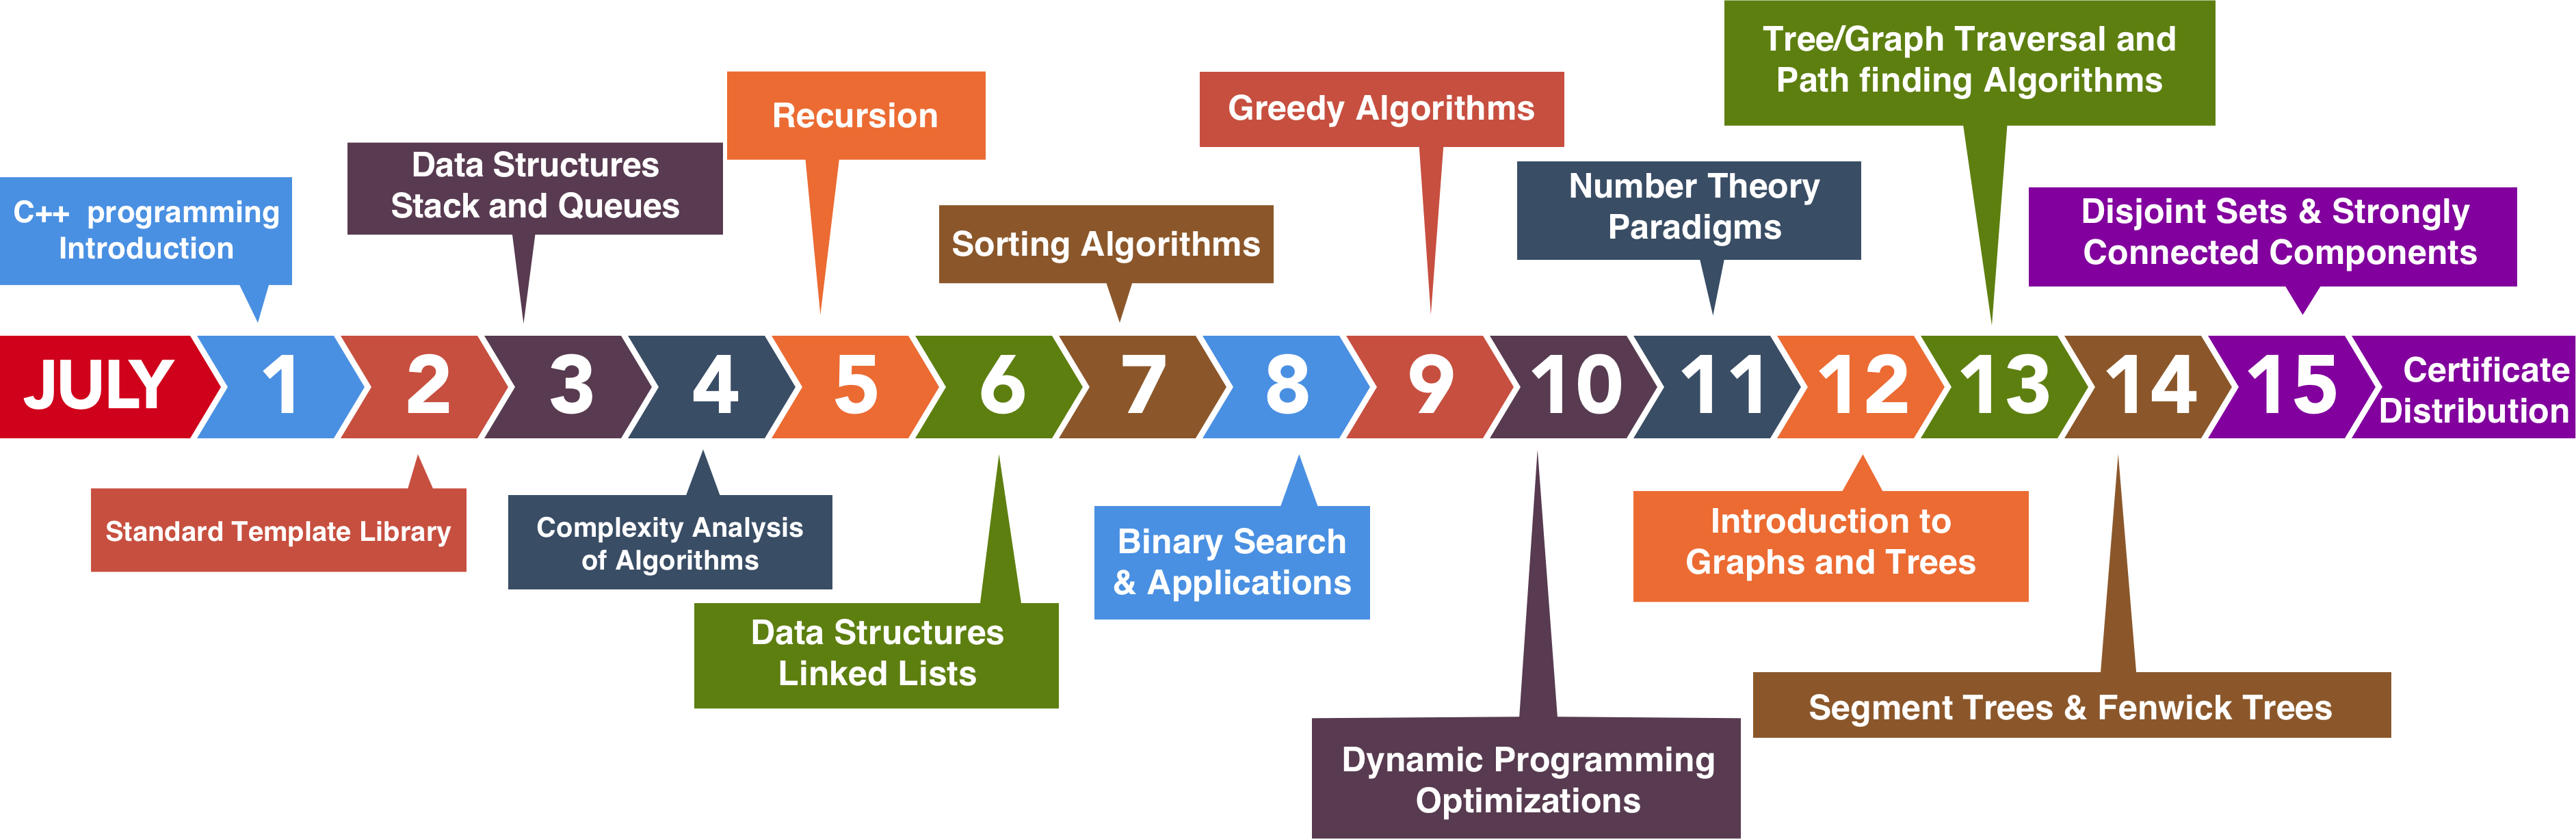 Tree/Graph Traversal and
Path finding Algorithms
Recursion
Greedy Algorithms
Data Structures
Stack and Queues
Number Theory
Paradigms
C++ programming
Introduction
Sorting Algorithms
Disjoint Sets & Strongly
Connected Components
JULY 1 2 3 4 5 6 7 8 9 10 11 12 13 14 15
Certificate
Distribution
Standard Template Library
Complexity Analysis
of Algorithms
Binary Search
& Applications
Introduction to
Graphs and Trees
Data Structures
Linked Lists
Segment Trees & Fenwick Trees
Dynamic Programming
Optimizations